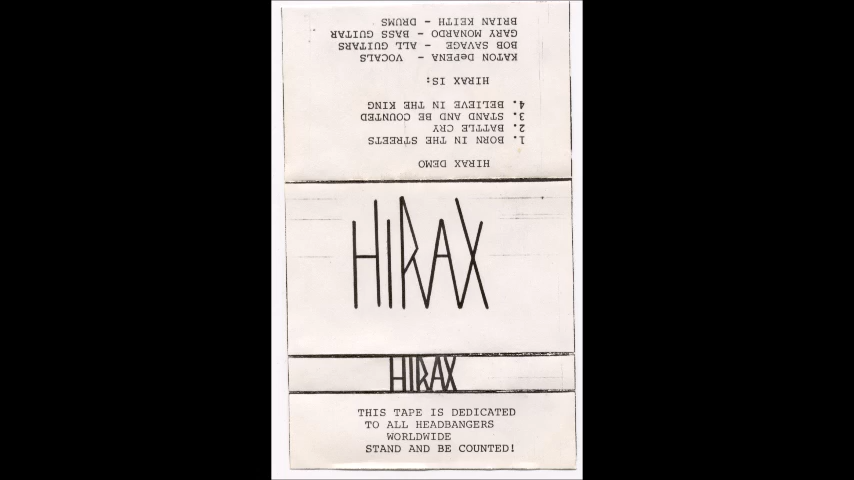 HIRAX DEMO
1. BORN IN THE STREETS
2. BATTLE CRY
3. STAND AND BE COUNTED
4. BELIEVE IN THE KING
HIRAX IS:
KATON DePENA - VOCALS
BOB SAVAGE - ALL GUITARS
GARY MONARDO - BASS GUITAR
BRIAN KEITH - DRUMS
HIRAX
HIRAX
THIS TAPE IS DEDICATED
TO ALL HEADBANGERS
WORLDWIDE
STAND AND BE COUNTED!